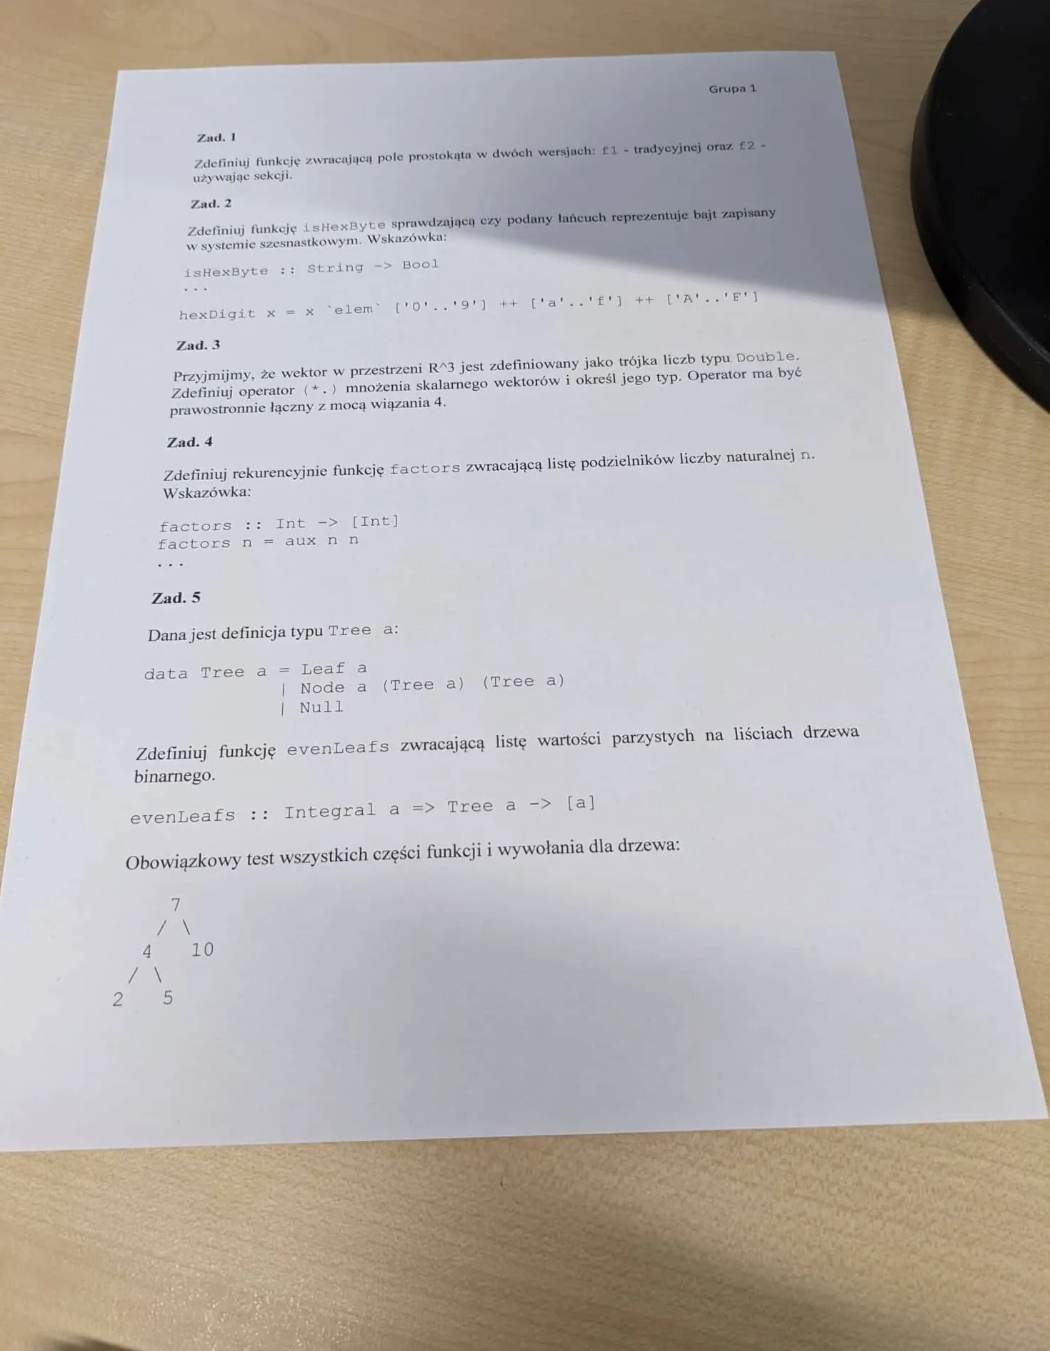 Grupa 1
Zad. 1
Zdefiniuj funkcję zwracającą pole prostokąta w dwóch wersjach: f1 - tradycyjnej oraz f2 -
używając sekcji.
Zad. 2
Zdefiniuj funkcję isHexByte sprawdzającą czy podany łańcuch reprezentuje bajt zapisany
w systemie szesnastkowym. Wskazówka:
isHexByte :: String -> Bool
...
hexDigit x = x `elem` ['0'..'9'] ++ ['a'..'f'] ++ ['A'..'F']
Zad. 3
Przyjmijmy, że wektor w przestrzeni R^3 jest zdefiniowany jako trójka liczb typu Double.
Zdefiniuj operator (*.) mnożenia skalarnego wektorów i określ jego typ. Operator ma być
prawostronnie łączny z mocą wiązania 4.
Zad. 4
Zdefiniuj rekurencyjnie funkcję factors zwracającą listę podzielników liczby naturalnej n.
Wskazówka:
factors :: Int -> [Int]
factors n = aux n n
...
Zad. 5
Dana jest definicja typu Tree a:
data Tree a = Leaf a
| Node a (Tree a) (Tree a)
| Null
Zdefiniuj funkcję evenLeafs zwracającą listę wartości parzystych na liściach drzewa
binarnego.
evenLeafs :: Integral a => Tree a -> [a]
Obowiązkowy test wszystkich części funkcji i wywołania dla drzewa:
7
/ \
4 10
/ \
2 5